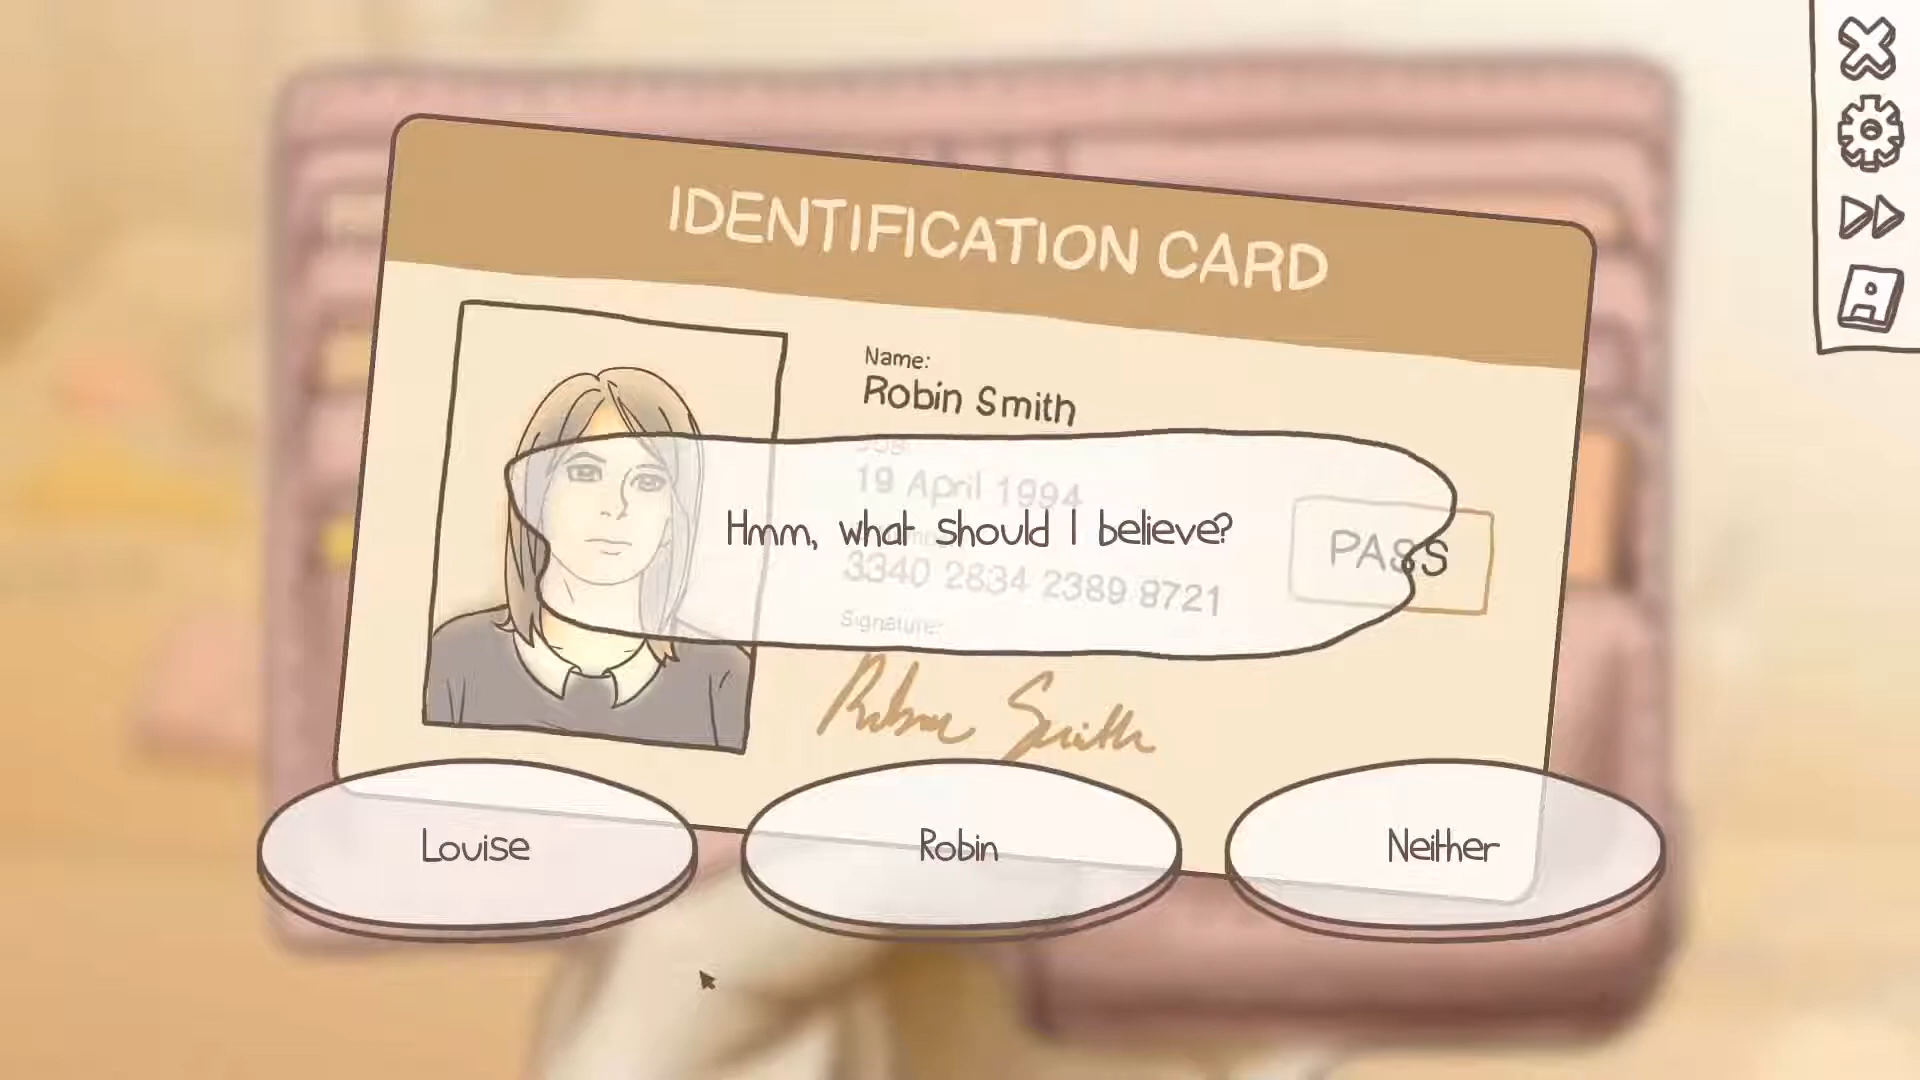 IDENTIFICATION CARD
Name:
Robin Smith
19 April 1994
Hmm, what should I believe?
PASS
3340 2834 2389 8721
Signature:
Robin Smith
Louise
Robin
Neither